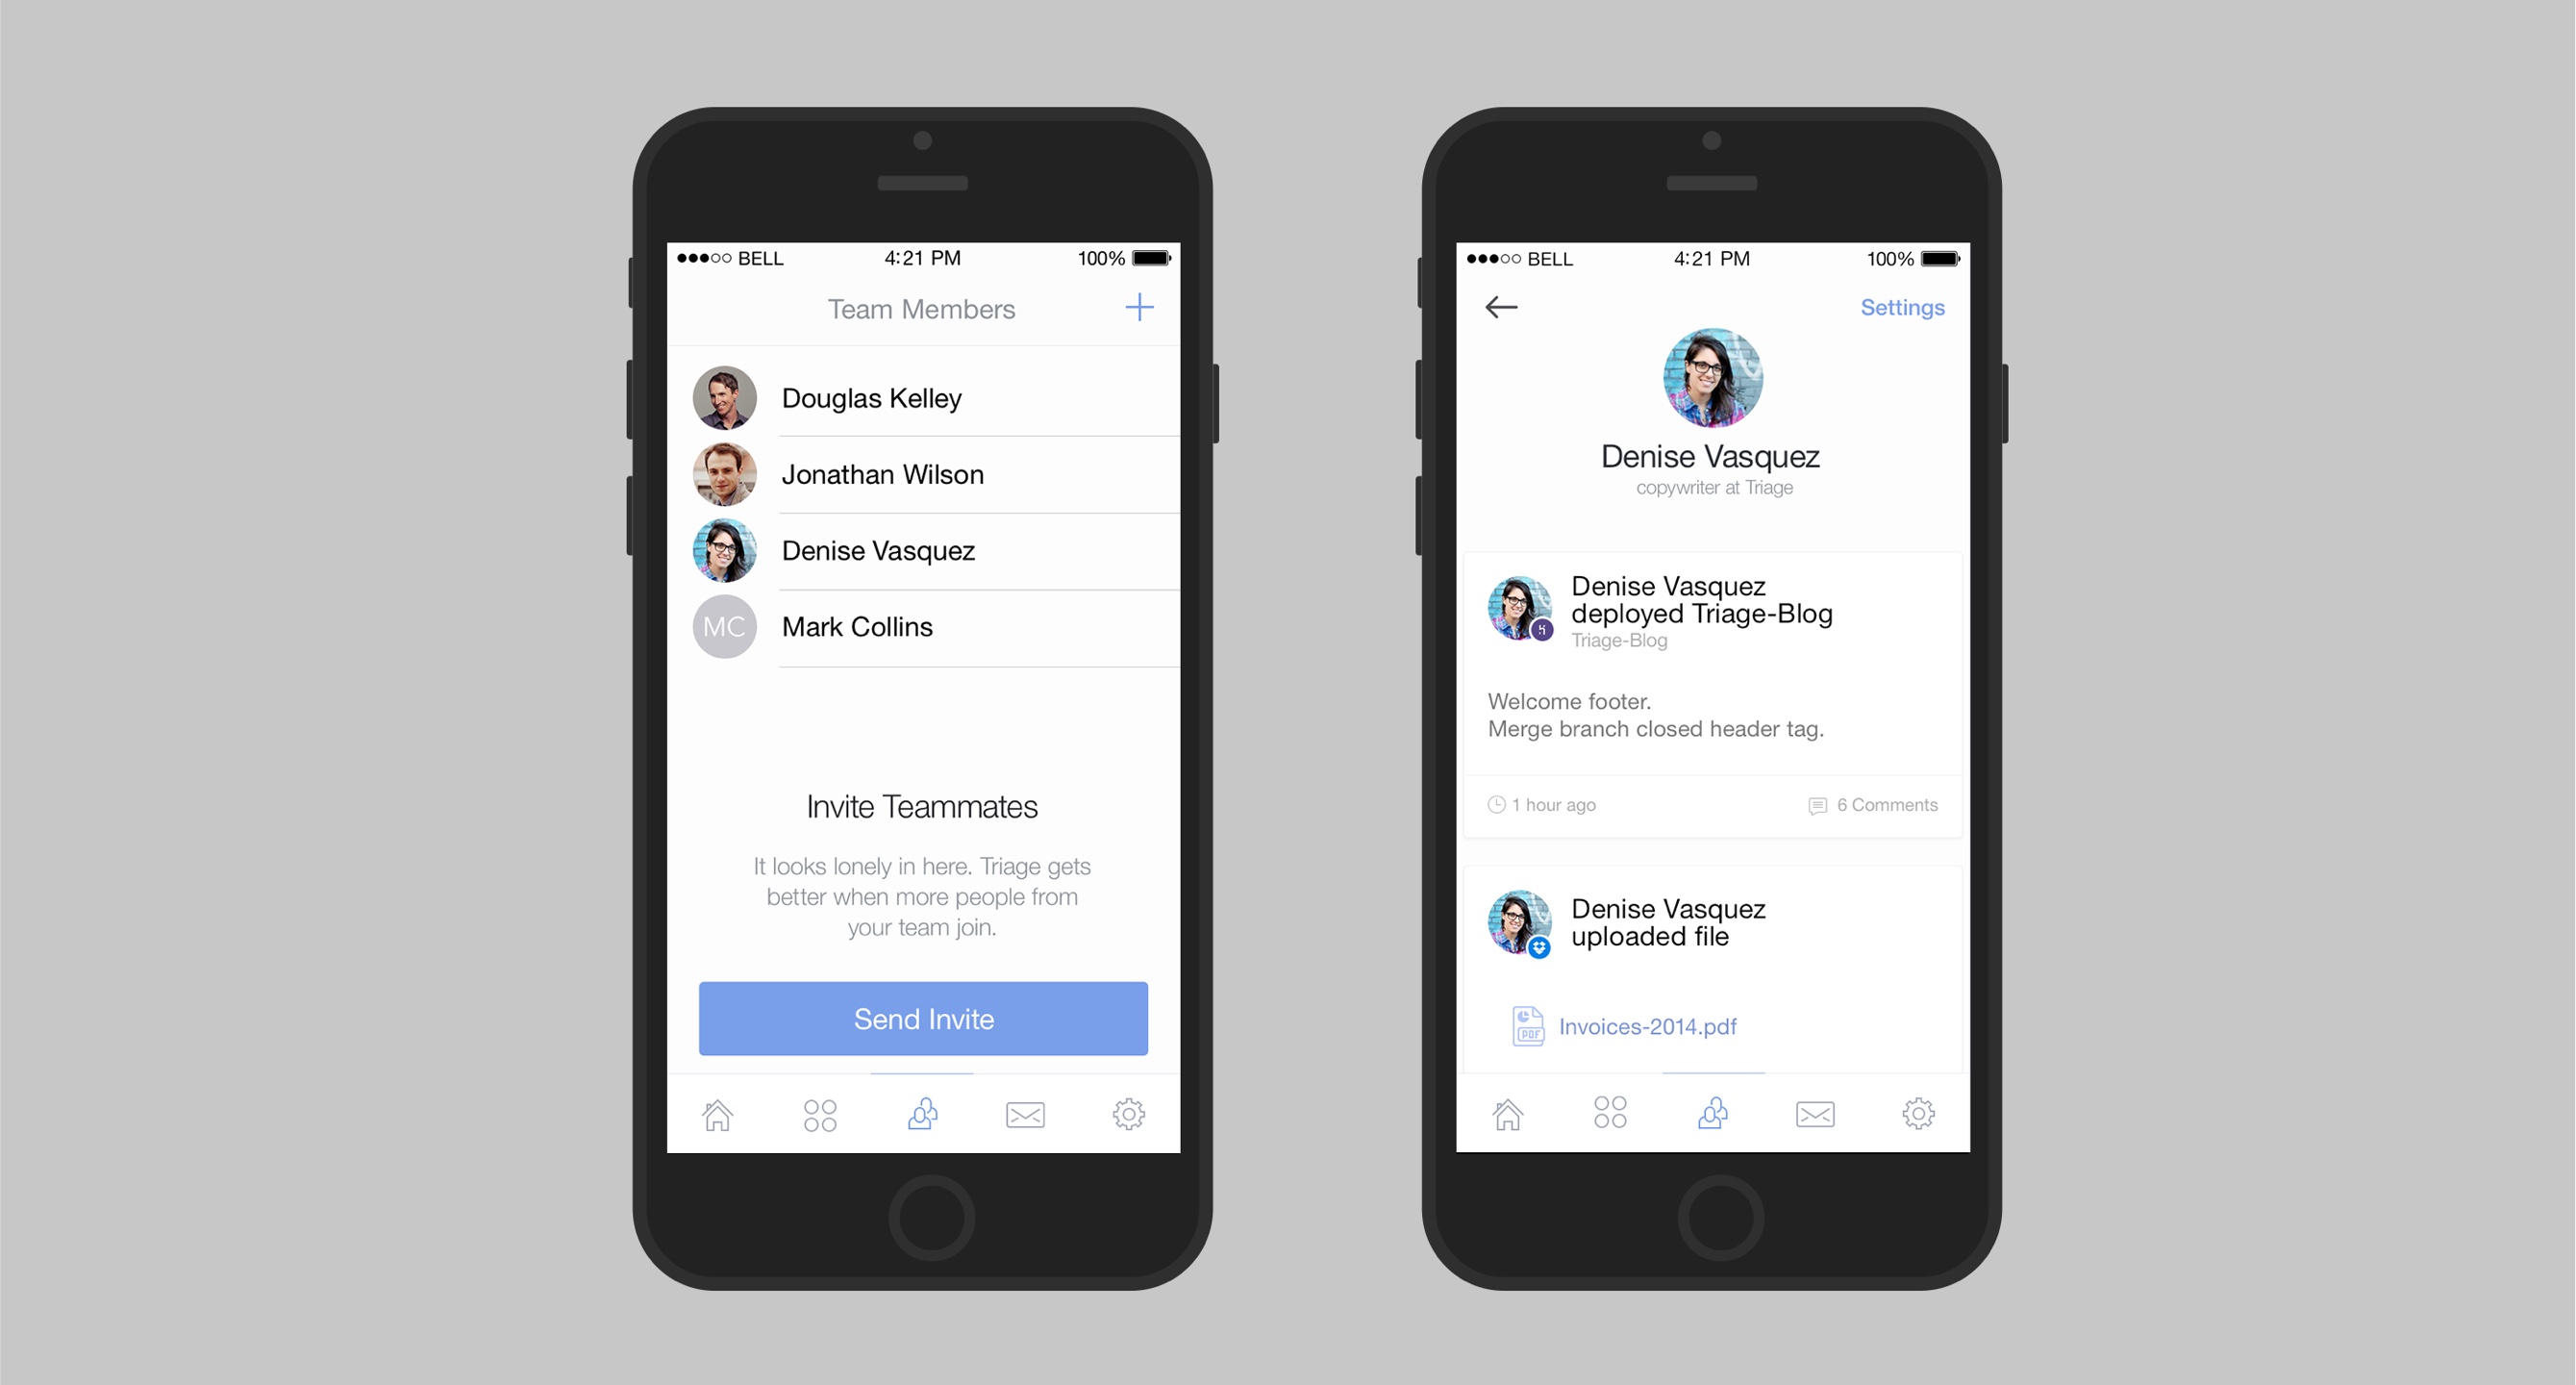 BELL
4:21 PM
100%
Team Members
Douglas Kelley
Jonathan Wilson
Denise Vasquez
MC
Mark Collins
Invite Teammates
It looks lonely in here. Triage gets
better when more people from
your team join.
Send Invite
BELL
4:21 PM
100%
Settings
Denise Vasquez
copywriter at Triage
Denise Vasquez
deployed Triage-Blog
Triage-Blog
Welcome footer.
Merge branch closed header tag.
1 hour ago
6 Comments
Denise Vasquez
uploaded file
PDF
Invoices-2014.pdf